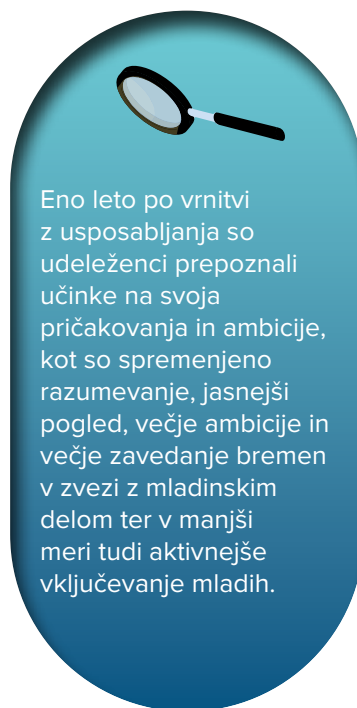 Eno leto po vrnitvi
z usposabljanja so
udeleženci prepoznali
učinke na svoja
pričakovanja in ambicije,
kot so spremenjeno
razumevanje, jasnejši
pogled, večje ambicije in
večje zavedanje bremen
v zvezi z mladinskim
delom ter v manjši
meri tudi aktivnejše
vključevanje mladih.